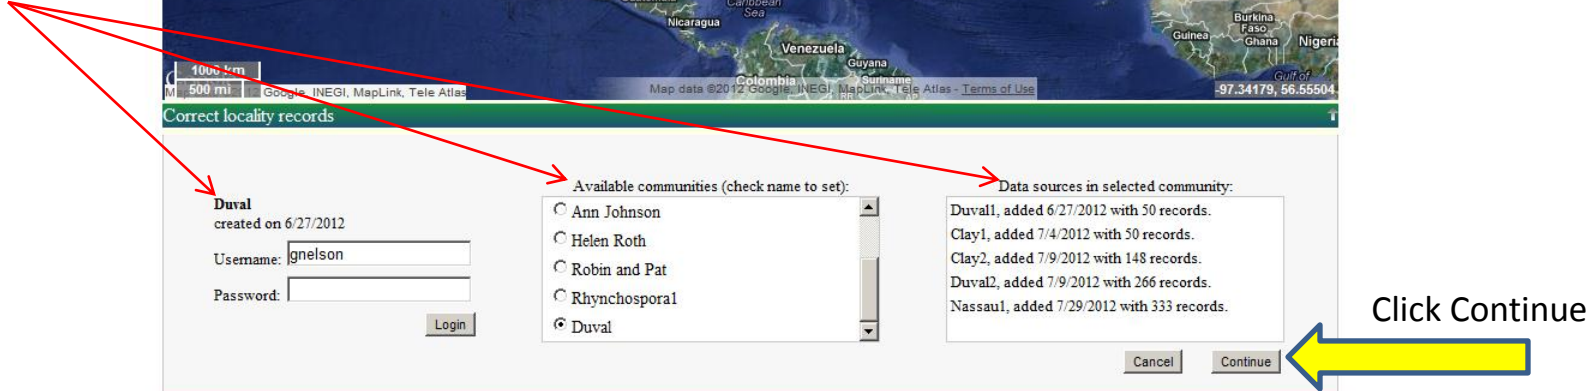 Caribbean
Sea
Nicaragua
Venezuela
Guyana
Suriname
Colombia
Burkina
Faso
Guinea
Ghana
Nigeri
Gulf of
1000 km
500 mi
2 Google, INEGI, MapLink, Tele Atlas
Map data ©2012 Google, INEGI, MapLink, Tele Atlas - Terms of Use
-97.34179, 56.55504
Correct locality records
Duval
created on 6/27/2012
Username: gnelson
Password:
Login
Available communities (check name to set):
Ann Johnson
Helen Roth
Robin and Pat
Rhynchospora1
Duval
Data sources in selected community:
Duval1, added 6/27/2012 with 50 records.
Clay1, added 7/4/2012 with 50 records.
Clay2, added 7/9/2012 with 148 records.
Duval2, added 7/9/2012 with 266 records.
Nassau1, added 7/29/2012 with 333 records.
Cancel
Continue
Click Continue